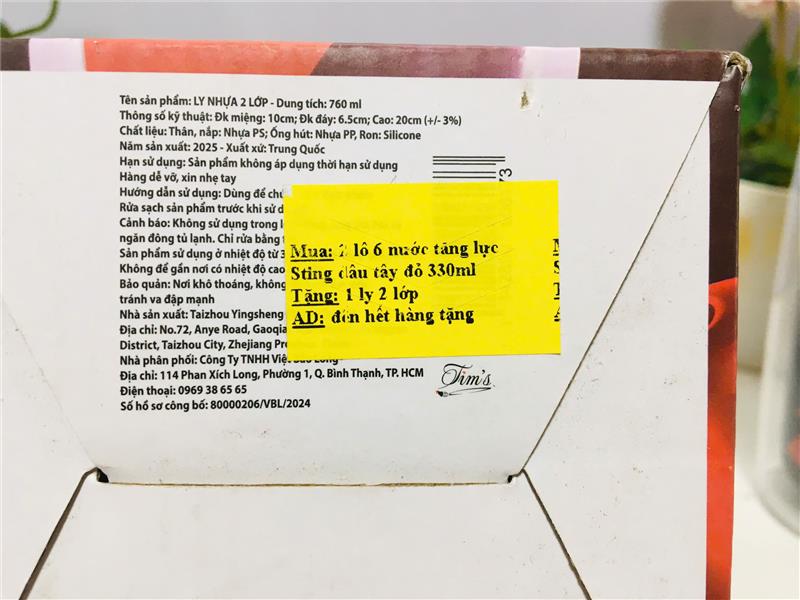 Tên sản phẩm: LY NHỰA 2 LỚP - Dung tích: 760 ml
Thông số kỹ thuật: Đk miệng: 10cm; Đk đáy: 6.5cm; Cao: 20cm (+/- 3%)
Chất liệu: Thân, nắp: Nhựa PS; Ống hút: Nhựa PP, Ron: Silicone
Năm sản xuất: 2025 - Xuất xứ: Trung Quốc
Hạn sử dụng: Sản phẩm không áp dụng thời hạn sử dụng
Hàng dễ vỡ, xin nhẹ tay
Hướng dẫn sử dụng: Dùng để
Rửa sạch sản phẩm trước khi sử
Cảnh báo: Không sử dụng trong
ngăn đông tủ lạnh. Chỉ rửa bằng
Sản phẩm sử dụng ở nhiệt độ từ
Không để gần nơi có nhiệt độ cao
Bảo quản: Nơi khô thoáng,
tránh va đập mạnh
Nhà sản xuất: Taizhou Yingsheng
Địa chỉ: No.72, Anye Road,
District, Taizhou City, Zhejiang
Nhà phân phối: Công Ty TNHH
Địa chỉ: 114 Phan Xích Long, Phường 1, Q. Bình Thạnh, TP. HCM
Điện thoại: 0969 38 65 65
Số hồ sơ công bố: 80000206/VBL/2024
73
Mua: 2 lô 6 nước tăng lực
Sting dâu tây đỏ 330ml
Tặng: 1 ly 2 lớp
AD: đến hết hàng tặng
Tim's